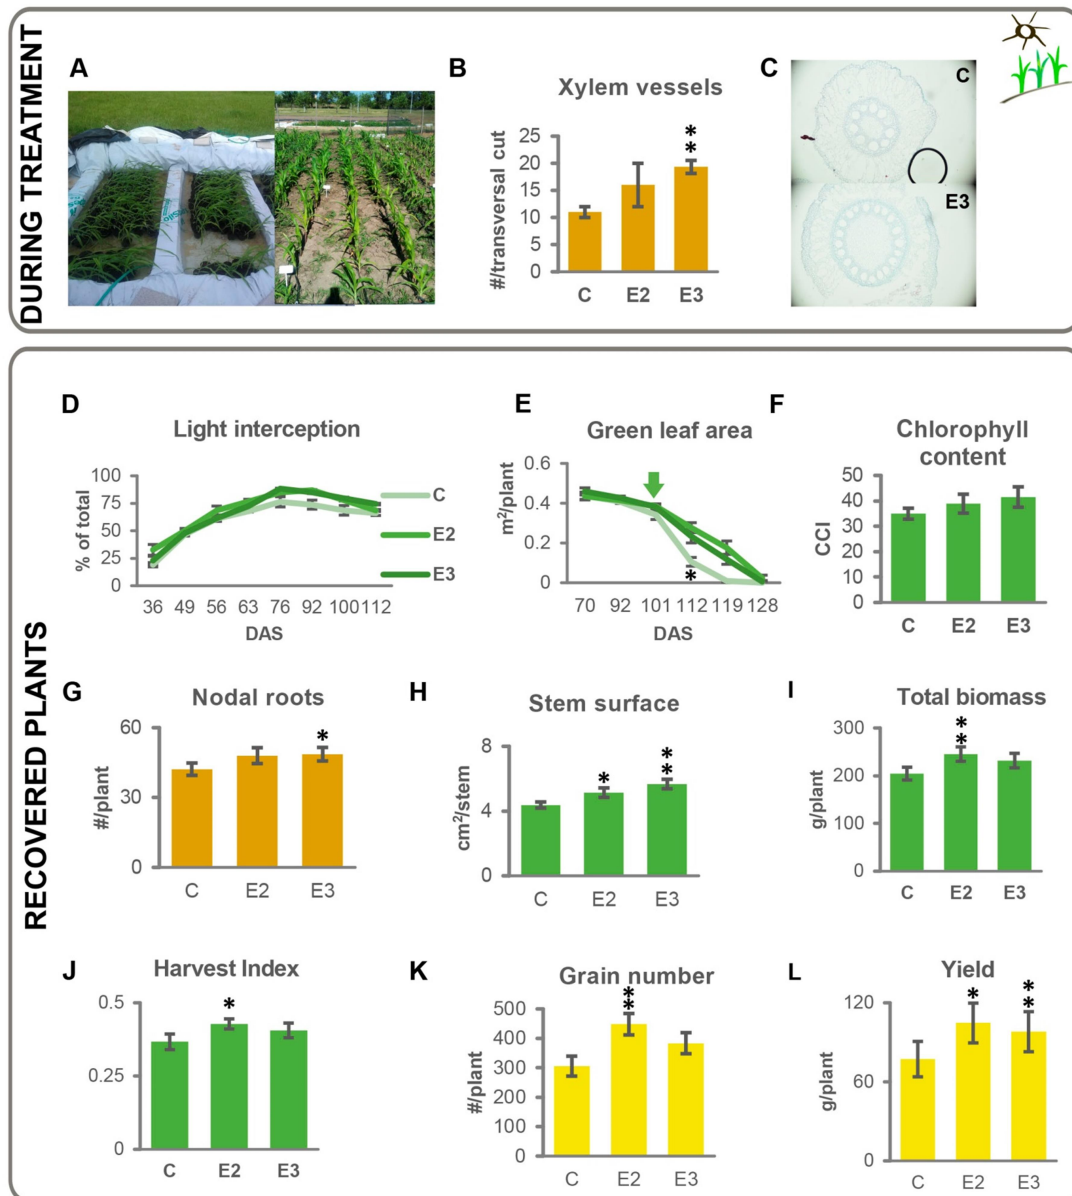 DURING TREATMENT
A
B
Xylem vessels
**
#/transversal cut
25
20
15
10
5
0
C
E2
E3
C
C
E3
RECOVERED PLANTS
D
Light interception
% of total
100
75
50
25
0
36 49 56 63 76 92 100 112
DAS
C
E2
E3
E
Green leaf area
m²/plant
0.6
0.4
0.2
0
*
70 92 101 112 119 128
DAS
F
Chlorophyll
content
CCI
50
40
30
20
10
0
C E2 E3
G
Nodal roots
#/plant
60
30
0
*
C E2 E3
H
Stem surface
cm²/stem
8
4
0
*
**
C E2 E3
I
Total biomass
g/plant
300
200
100
0
**
C E2 E3
J
Harvest Index
0.5
0.25
0
*
C E2 E3
K
Grain number
#/plant
500
400
300
200
100
0
**
C E2 E3
L
Yield
g/plant
120
60
0
*
**
C E2 E3